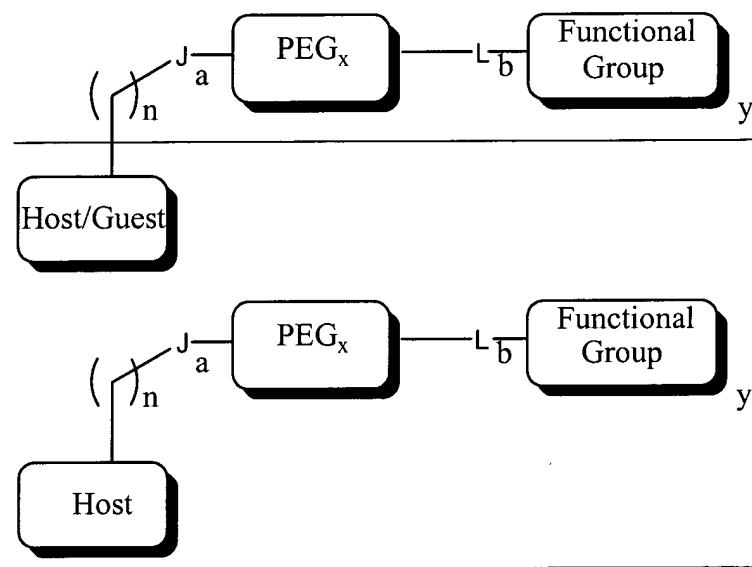 J a PEGx L b Functional
Group
( )n y
Host/Guest
J a PEGx L b Functional
Group
( )n y
Host